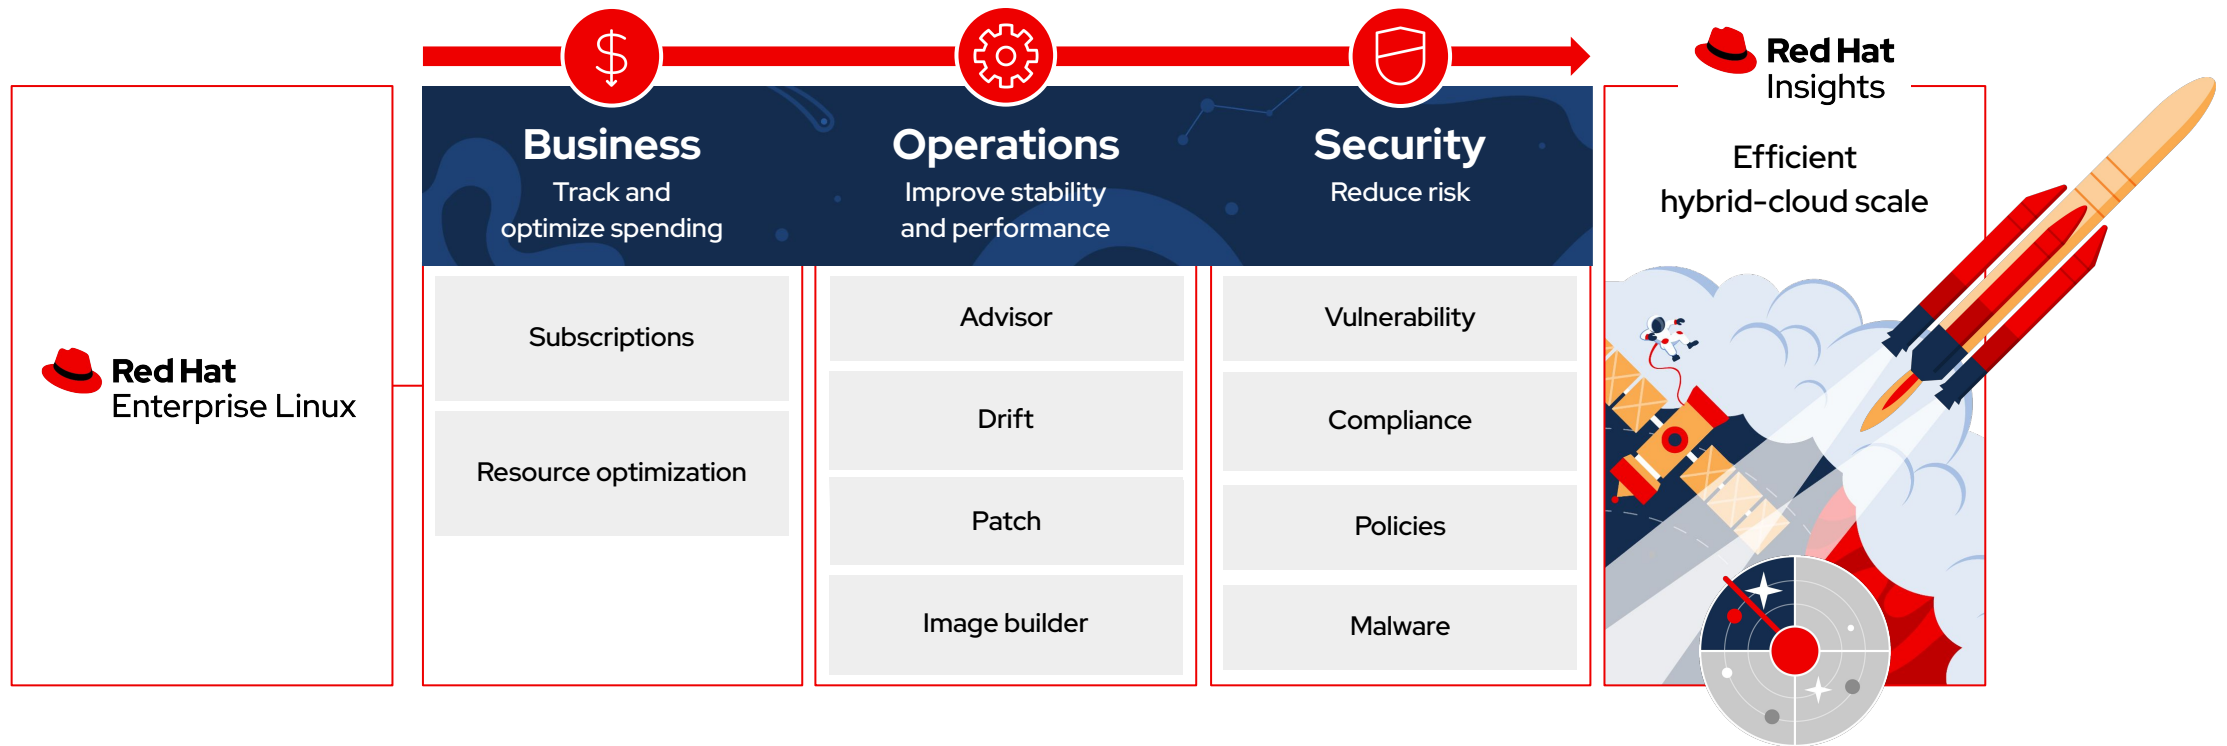 Red Hat
Enterprise Linux
Business
Track and
optimize spending
Subscriptions
Resource optimization
Operations
Improve stability
and performance
Advisor
Drift
Patch
Image builder
Security
Reduce risk
Vulnerability
Compliance
Policies
Malware
Red Hat
Insights
Efficient
hybrid-cloud scale